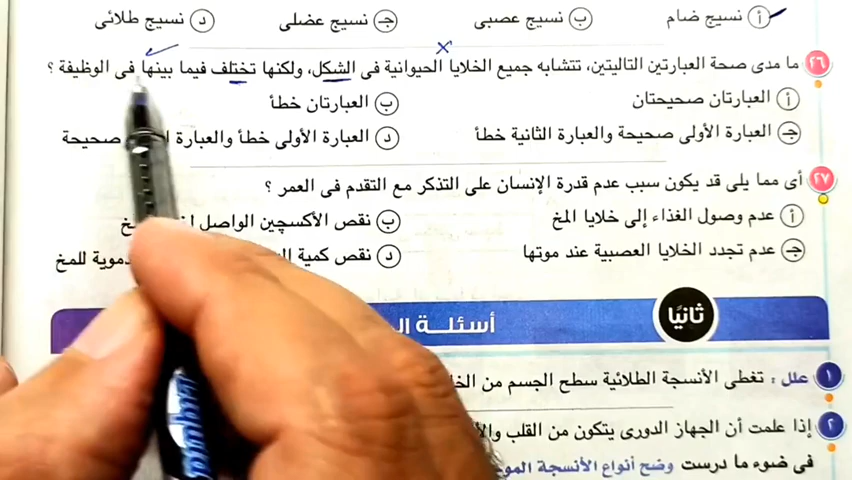 أ نسيج ضام ب نسيج عصبى جـ نسيج عضلى د نسيج طلائى
٢٦ ما مدى صحة العبارتين التاليتين، تتشابه جميع الخلايا الحيوانية فى الشكل، ولكنها تختلف فيما بينها فى الوظيفة ؟
أ العبارتان صحيحتان ب العبارتان خطأ
جـ العبارة الأولى صحيحة والعبارة الثانية خطأ د العبارة الأولى خطأ والعبارة صحيحة
٢٧ أى مما يلى قد يكون سبب عدم قدرة الإنسان على التذكر مع التقدم فى العمر ؟
أ عدم وصول الغذاء إلى خلايا المخ ب نقص الأكسچين الواصل
جـ عدم تجدد الخلايا العصبية عند موتها د نقص كمية للمخ
ثانيًا أسئلة
١ علل : تغطى الأنسجة الطلائية سطح الجسم من
٢ إذا علمت أن الجهاز الدورى يتكون من القلب
فى ضوء ما درست وضح أنواع الأنسجة